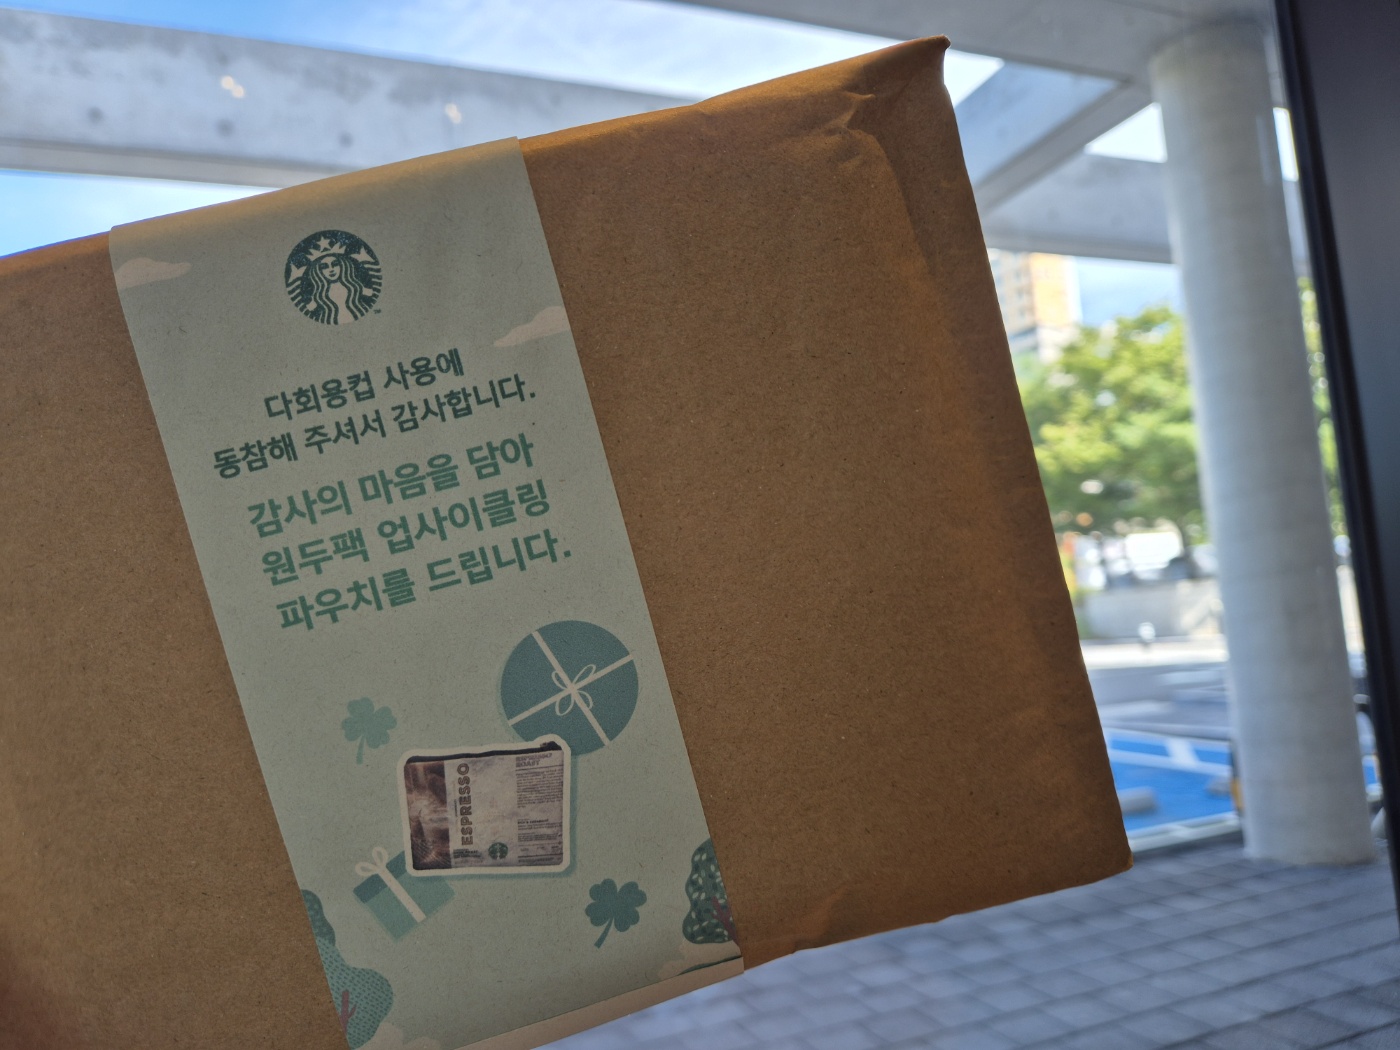 다회용컵 사용에
동참해 주셔서 감사합니다.
감사의 마음을 담아
원두팩 업사이클링
파우치를 드립니다.
ESPRESSO
ESPRESSO
ROAST